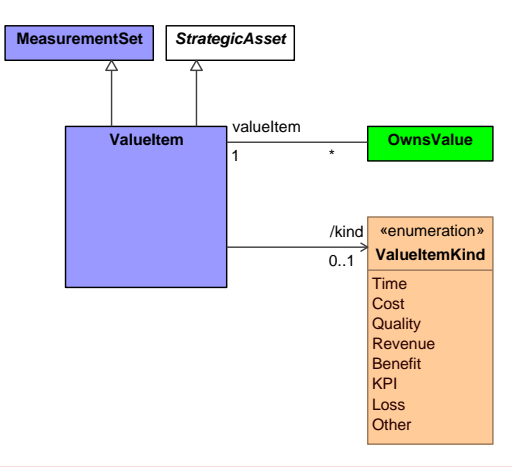 MeasurementSet
StrategicAsset
ValueItem
valueItem
1
*
OwnsValue
/kind
0..1
«enumeration»
ValueItemKind
Time
Cost
Quality
Revenue
Benefit
KPI
Loss
Other